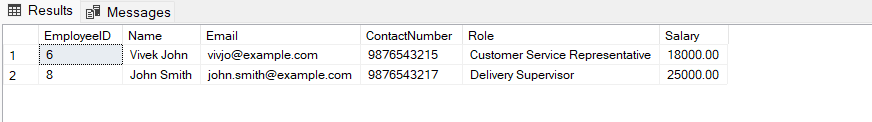 Results Messages
EmployeeID Name Email ContactNumber Role Salary
1 6 Vivek John vivjo@example.com 9876543215 Customer Service Representative 18000.00
2 8 John Smith john.smith@example.com 9876543217 Delivery Supervisor 25000.00